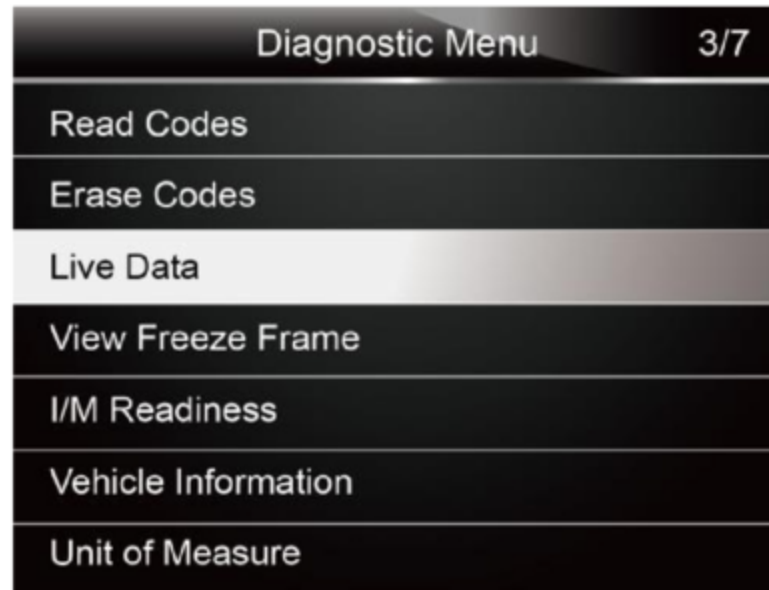 Diagnostic Menu 3/7
Read Codes
Erase Codes
Live Data
View Freeze Frame
I/M Readiness
Vehicle Information
Unit of Measure